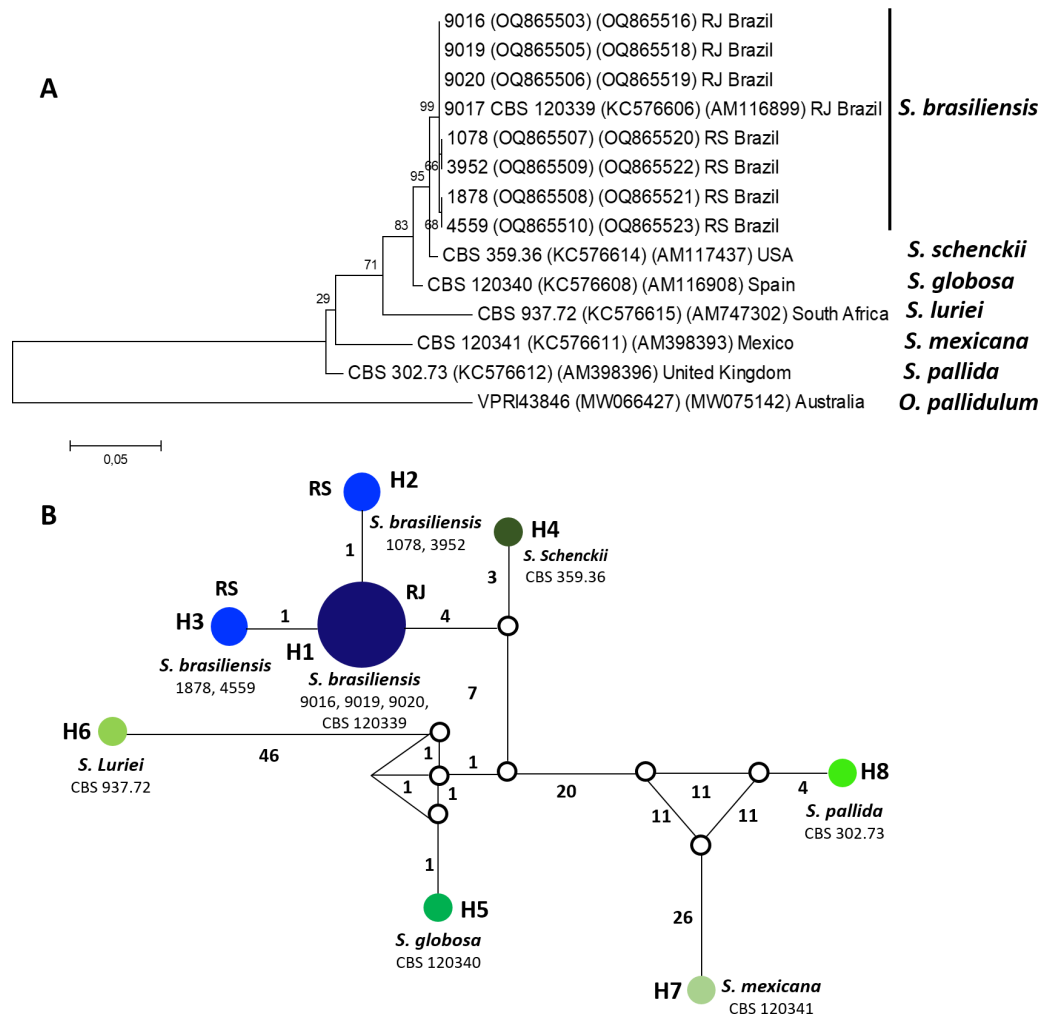 A
9016 (OQ865503) (OQ865516) RJ Brazil
9019 (OQ865505) (OQ865518) RJ Brazil
9020 (OQ865506) (OQ865519) RJ Brazil
99
9017 CBS 120339 (KC576606) (AM116899) RJ Brazil
S. brasiliensis
1078 (OQ865507) (OQ865520) RS Brazil
66
3952 (OQ865509) (OQ865522) RS Brazil
95
1878 (OQ865508) (OQ865521) RS Brazil
83
68
4559 (OQ865510) (OQ865523) RS Brazil
CBS 359.36 (KC576614) (AM117437) USA
S. schenckii
71
CBS 120340 (KC576608) (AM116908) Spain
S. globosa
29
CBS 937.72 (KC576615) (AM747302) South Africa
S. luriei
CBS 120341 (KC576611) (AM398393) Mexico
S. mexicana
CBS 302.73 (KC576612) (AM398396) United Kingdom
S. pallida
VPRI43846 (MW066427) (MW075142) Australia
O. pallidulum
0,05
B
RS
H2
S. brasiliensis
1078, 3952
1
H4
S. Schenckii
CBS 359.36
3
RS
H3
1
S. brasiliensis
1878, 4559
RJ
H1
S. brasiliensis
9016, 9019, 9020,
CBS 120339
4
7
H6
S. Luriei
CBS 937.72
46
1
1
1
1
1
H5
S. globosa
CBS 120340
20
11
11
11
4
H8
S. pallida
CBS 302.73
26
H7
S. mexicana
CBS 120341